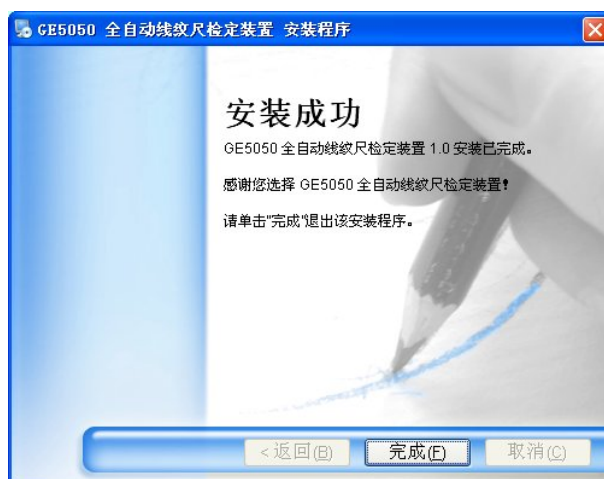 GE5050 全自动线纹尺检定装置 安装程序
安装成功
GE5050 全自动线纹尺检定装置 1.0 安装已完成。
感谢您选择 GE5050 全自动线纹尺检定装置!
请单击"完成"退出该安装程序。
<返回(B) 完成(F) 取消(C)